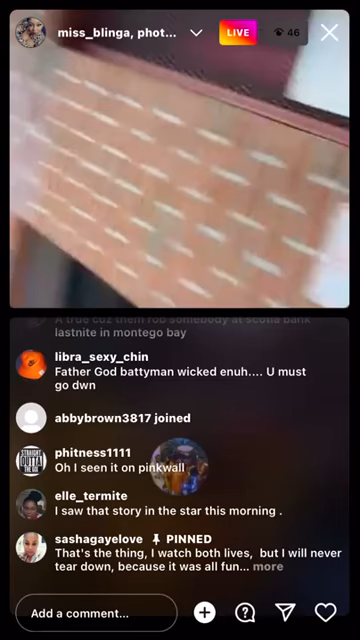 miss_blinga, phot...
LIVE
46
A true cuz them rob somebody at scotia bank
lastnite in montego bay
libra_sexy_chin
Father God battyman wicked enuh.... U must
go dwn
abbybrown3817 joined
phitness1111
Oh I seen it on pinkwall
elle_termite
I saw that story in the star this morning .
sashagayelove PINNED
That's the thing, I watch both lives, but I will never
tear down, because it was all fun... more
Add a comment...